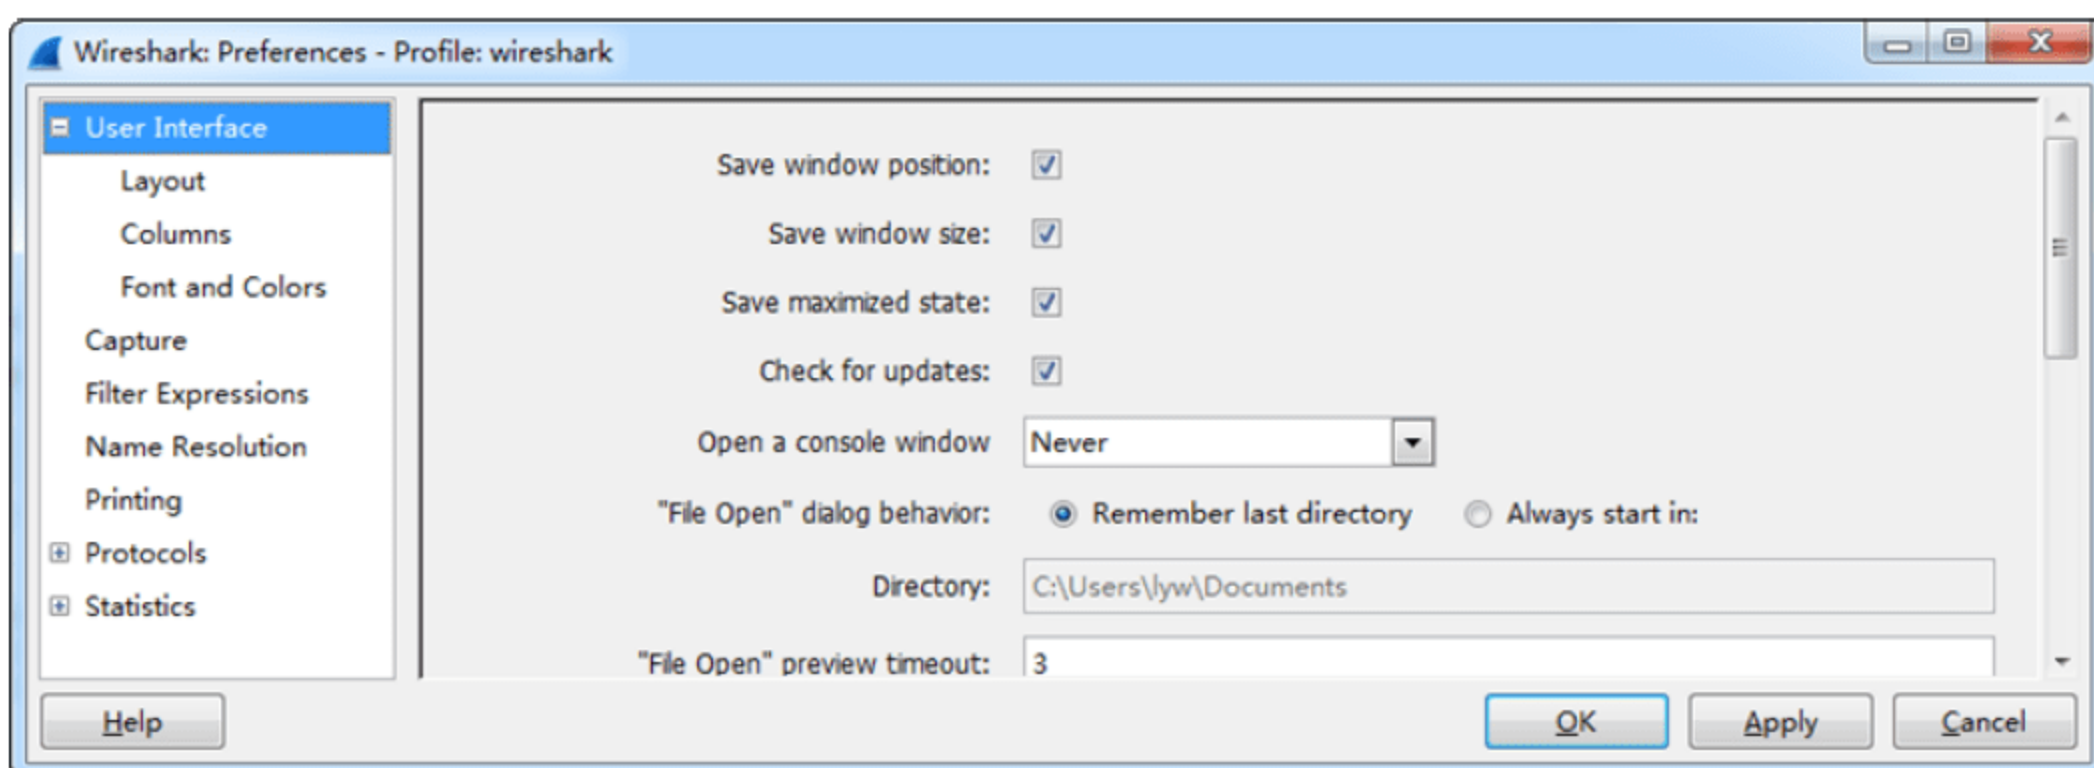 Wireshark: Preferences - Profile: wireshark
User Interface
Layout
Columns
Font and Colors
Capture
Filter Expressions
Name Resolution
Printing
Protocols
Statistics
Save window position:
Save window size:
Save maximized state:
Check for updates:
Open a console window Never
"File Open" dialog behavior: Remember last directory Always start in:
Directory: C:\Users\lyw\Documents
"File Open" preview timeout: 3
Help OK Apply Cancel